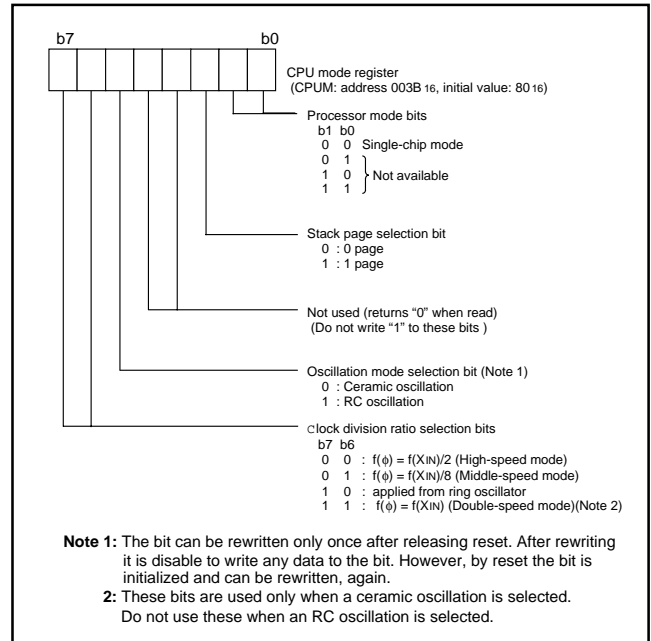 b7 b0
CPU mode register
(CPUM: address 003B16, initial value: 8016)
Processor mode bits
b1 b0
0 0 Single-chip mode
0 1
1 0 Not available
1 1
Stack page selection bit
0 : 0 page
1 : 1 page
Not used (returns “0” when read)
(Do not write “1” to these bits )
Oscillation mode selection bit (Note 1)
0 : Ceramic oscillation
1 : RC oscillation
Clock division ratio selection bits
b7 b6
0 0 : f(φ) = f(XIN)/2 (High-speed mode)
0 1 : f(φ) = f(XIN)/8 (Middle-speed mode)
1 0 : applied from ring oscillator
1 1 : f(φ) = f(XIN) (Double-speed mode)(Note 2)
Note 1: The bit can be rewritten only once after releasing reset. After rewriting
it is disable to write any data to the bit. However, by reset the bit is
initialized and can be rewritten, again.
2: These bits are used only when a ceramic oscillation is selected.
Do not use these when an RC oscillation is selected.